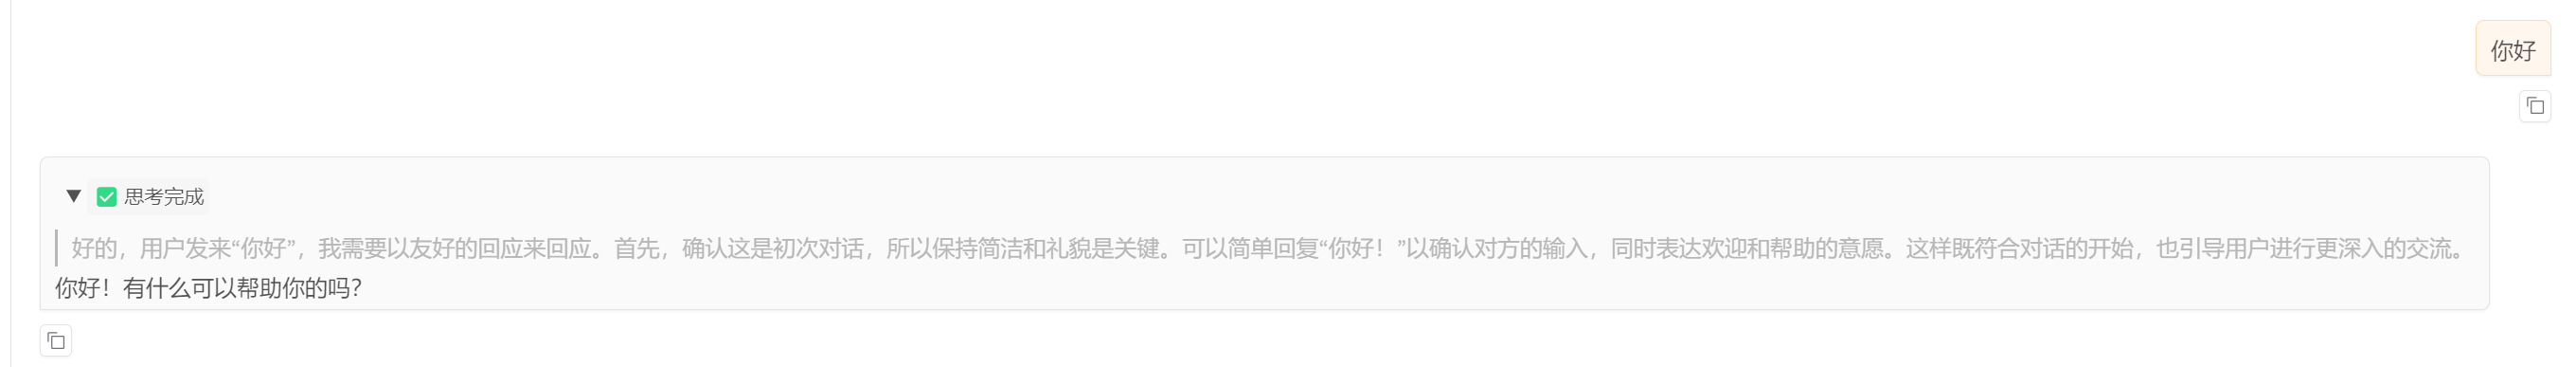 你好
思考完成
好的，用户发来“你好”，我需要以友好的回应来回应。首先，确认这是初次对话，所以保持简洁和礼貌是关键。可以简单回复“你好！”以确认对方的输入，同时表达欢迎和帮助的意愿。这样既符合对话的开始，也引导用户进行更深入的交流。
你好！有什么可以帮助你的吗？